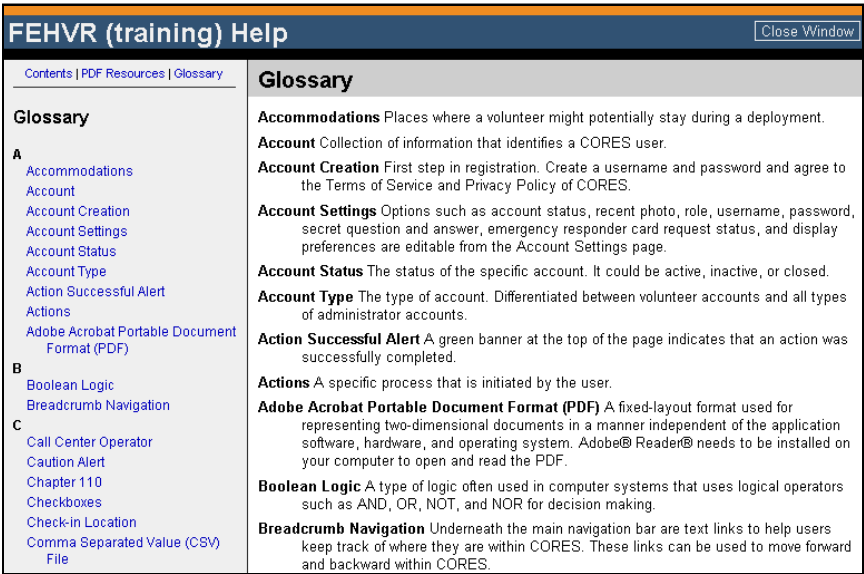 FEHVR (training) Help
Close Window
Contents | PDF Resources | Glossary
Glossary
A
Accommodations
Account
Account Creation
Account Settings
Account Status
Account Type
Action Successful Alert
Actions
Adobe Acrobat Portable Document
Format (PDF)
B
Boolean Logic
Breadcrumb Navigation
C
Call Center Operator
Caution Alert
Chapter 110
Checkboxes
Check-in Location
Comma Separated Value (CSV)
File
Glossary
Accommodations Places where a volunteer might potentially stay during a deployment.
Account Collection of information that identifies a CORES user.
Account Creation First step in registration. Create a username and password and agree to
the Terms of Service and Privacy Policy of CORES.
Account Settings Options such as account status, recent photo, role, username, password,
secret question and answer, emergency responder card request status, and display
preferences are editable from the Account Settings page.
Account Status The status of the specific account. It could be active, inactive, or closed.
Account Type The type of account. Differentiated between volunteer accounts and all types
of administrator accounts.
Action Successful Alert A green banner at the top of the page indicates that an action was
successfully completed.
Actions A specific process that is initiated by the user.
Adobe Acrobat Portable Document Format (PDF) A fixed-layout format used for
representing two-dimensional documents in a manner independent of the application
software, hardware, and operating system. Adobe® Reader® needs to be installed on
your computer to open and read the PDF.
Boolean Logic A type of logic often used in computer systems that uses logical operators
such as AND, OR, NOT, and NOR for decision making.
Breadcrumb Navigation Underneath the main navigation bar are text links to help users
keep track of where they are within CORES. These links can be used to move forward
and backward within CORES.